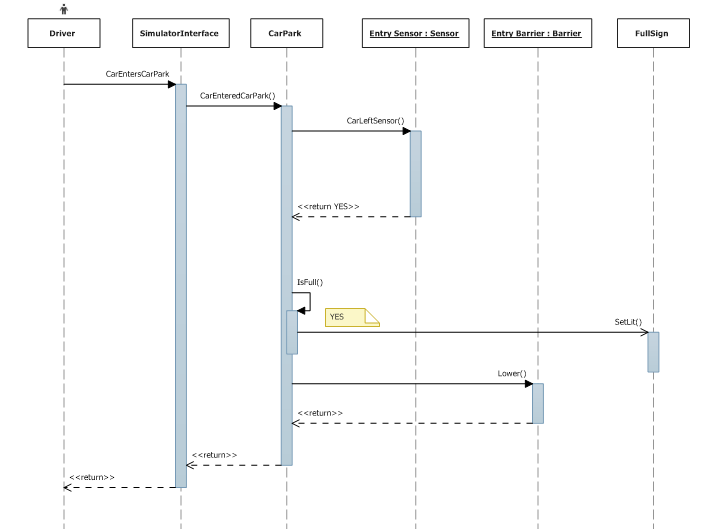 Driver
SimulatorInterface
CarPark
Entry Sensor : Sensor
Entry Barrier : Barrier
FullSign
CarEntersCarPark
CarEnteredCarPark()
CarLeftSensor()
<<return YES>>
IsFull()
YES
SetLit()
Lower()
<<return>>
<<return>>
<<return>>